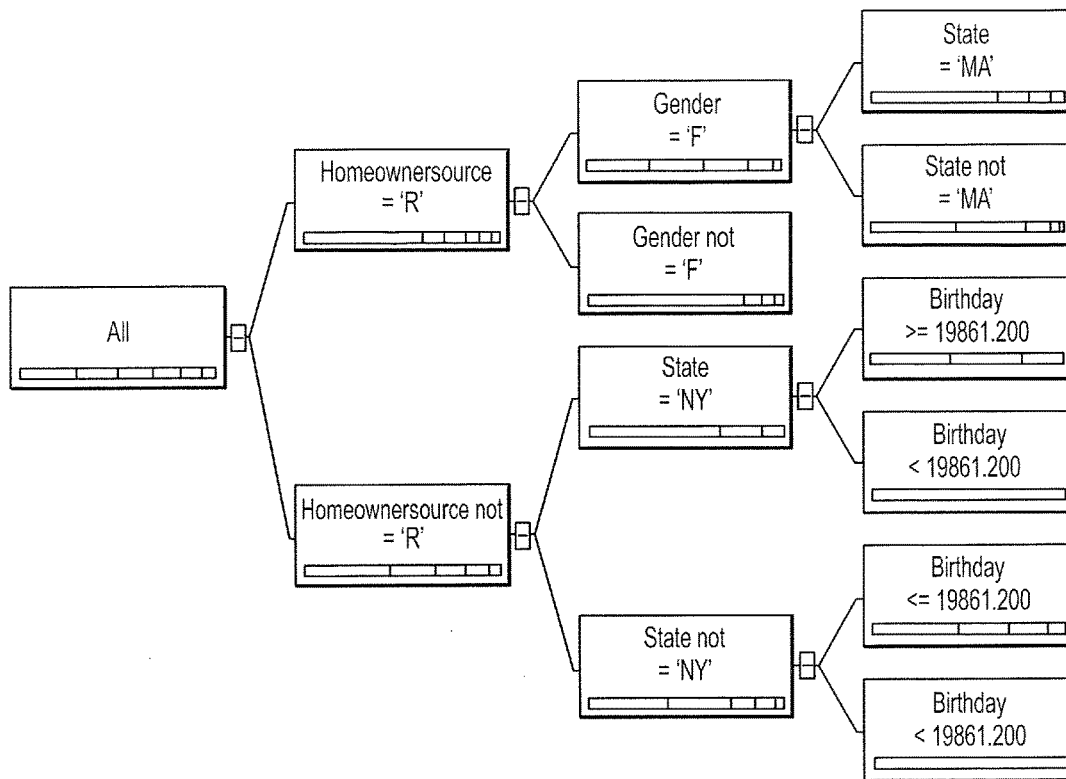 State
= 'MA'
Gender
= 'F'
Homeownersource
= 'R'
State not
= 'MA'
Gender not
= 'F'
All
Birthday
>= 19861.200
State
= 'NY'
Birthday
< 19861.200
Homeownersource not
= 'R'
Birthday
<= 19861.200
State not
= 'NY'
Birthday
< 19861.200